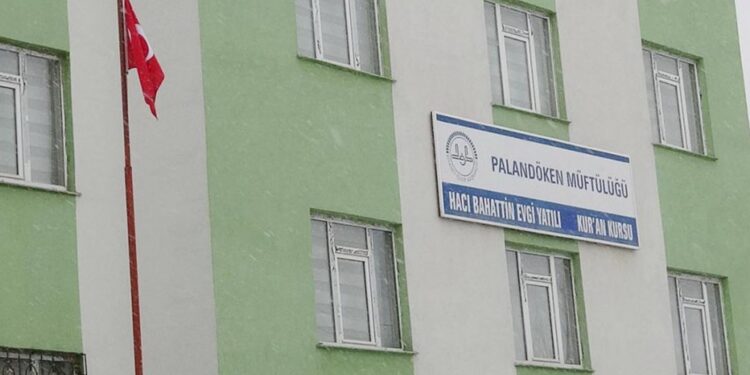 PALANDÖKEN MÜFTÜLÜĞÜ
HACI BAHATTİN EVGİ YATILI KUR'AN KURSU